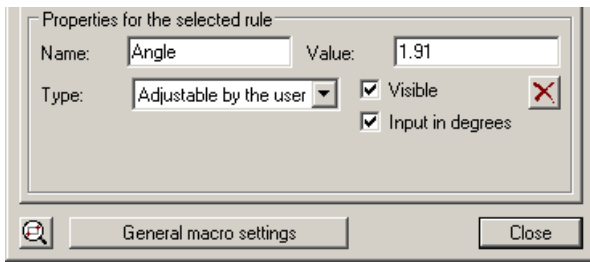 Properties for the selected rule
Name: Angle Value: 1.91
Type: Adjustable by the user Visible
Input in degrees
General macro settings Close